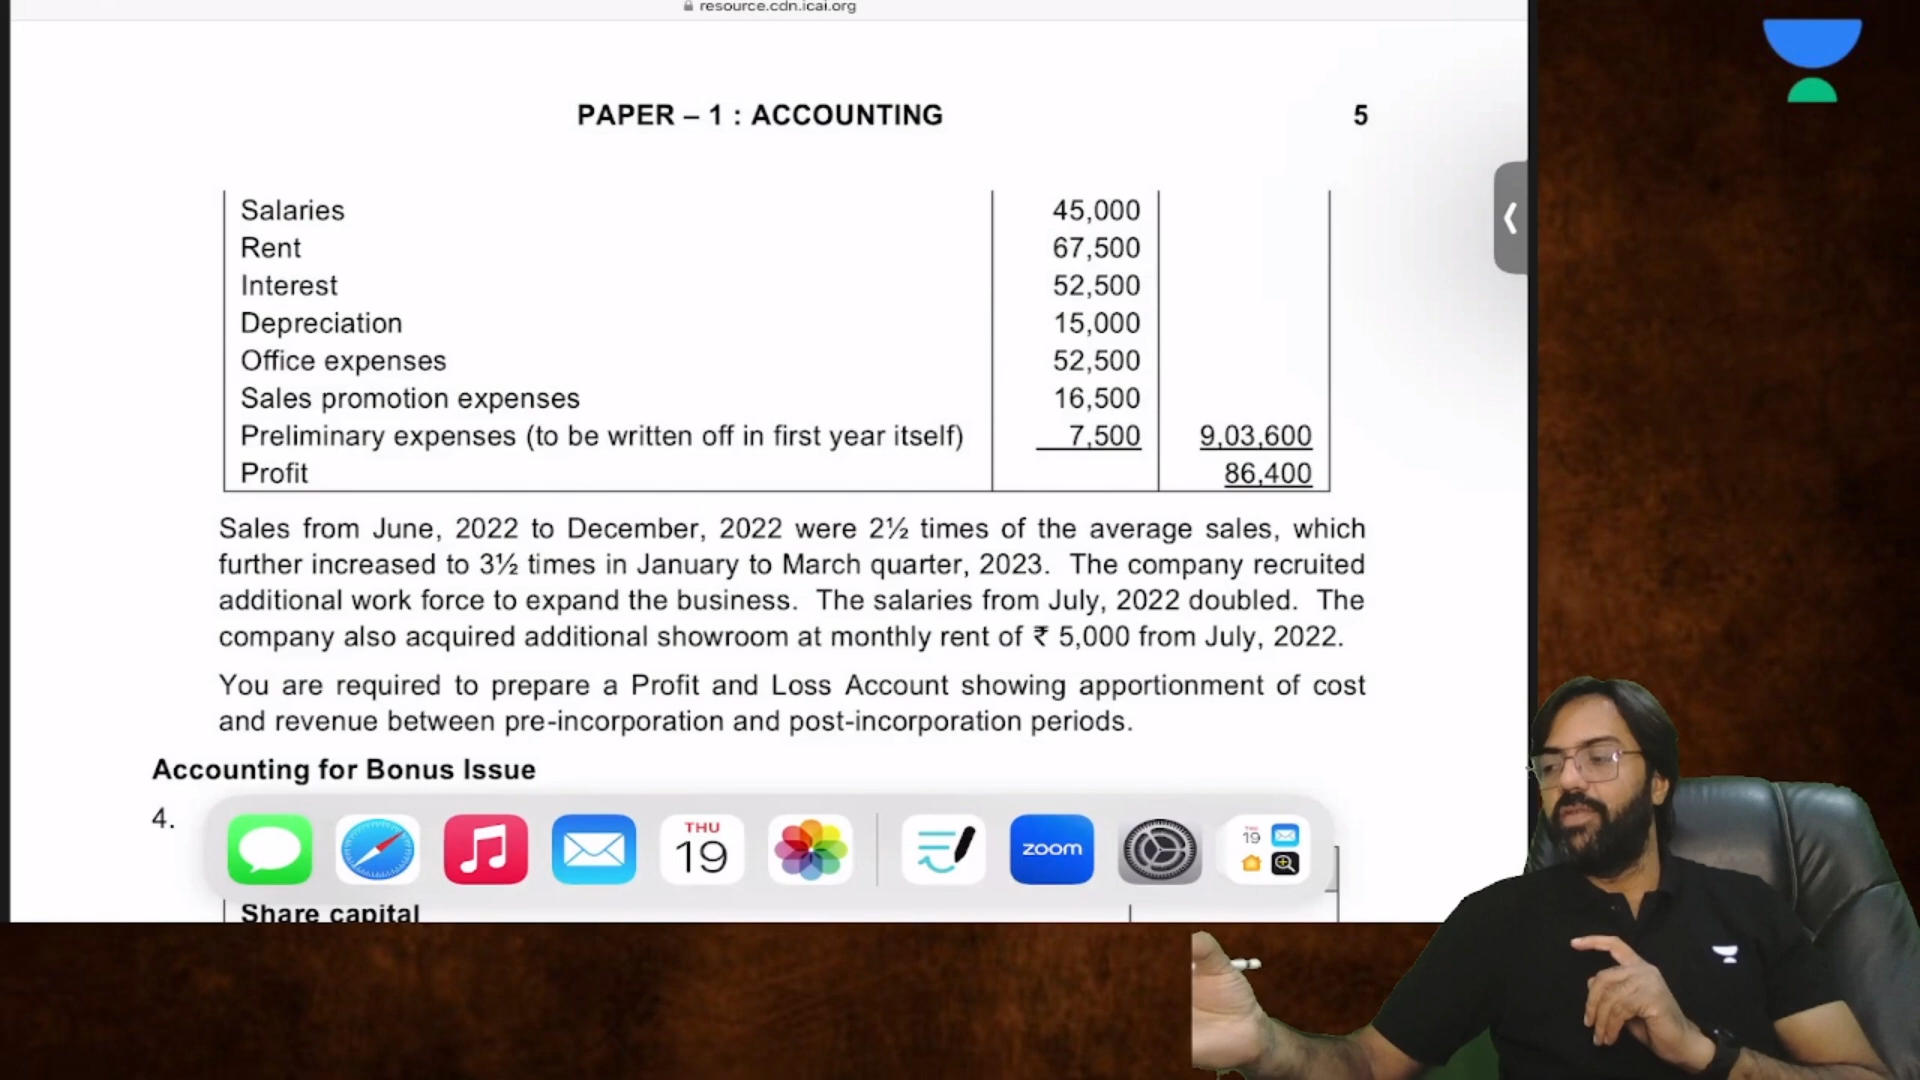 resource.cdn.icai.org
PAPER – 1 : ACCOUNTING 5
Salaries 45,000
Rent 67,500
Interest 52,500
Depreciation 15,000
Office expenses 52,500
Sales promotion expenses 16,500
Preliminary expenses (to be written off in first year itself) 7,500 9,03,600
Profit 86,400
Sales from June, 2022 to December, 2022 were 2½ times of the average sales, which
further increased to 3½ times in January to March quarter, 2023. The company recruited
additional work force to expand the business. The salaries from July, 2022 doubled. The
company also acquired additional showroom at monthly rent of ₹ 5,000 from July, 2022.
You are required to prepare a Profit and Loss Account showing apportionment of cost
and revenue between pre-incorporation and post-incorporation periods.
Accounting for Bonus Issue
4.
THU
19
zoom
19
Share capital